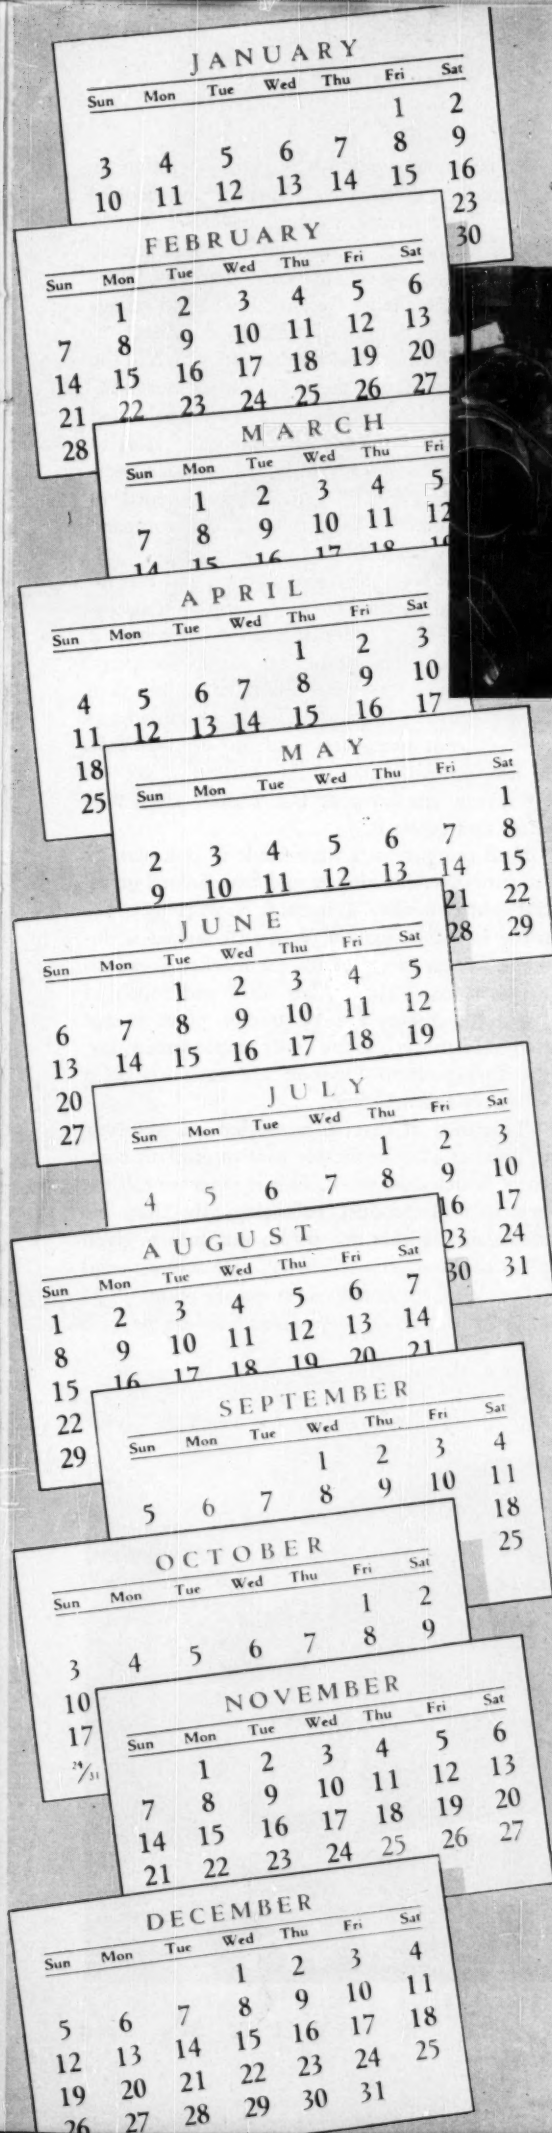 JANUARY
Sun Mon Tue Wed Thu Fri Sat
1 2
3 4 5 6 7 8 9
10 11 12 13 14 15 16
23
30
FEBRUARY
Sun Mon Tue Wed Thu Fri Sat
1 2 3 4 5 6
7 8 9 10 11 12 13
14 15 16 17 18 19 20
21 22 23 24 25 26 27
28
MARCH
Sun Mon Tue Wed Thu Fri
1 2 3 4 5
7 8 9 10 11 12
14 15 16 17 18 19
APRIL
Sun Mon Tue Wed Thu Fri Sat
1 2 3
4 5 6 7 8 9 10
11 12 13 14 15 16 17
18
25
MAY
Sun Mon Tue Wed Thu Fri Sat
1
2 3 4 5 6 7 8
9 10 11 12 13 14 15
21 22
28 29
JUNE
Sun Mon Tue Wed Thu Fri Sat
1 2 3 4 5
6 7 8 9 10 11 12
13 14 15 16 17 18 19
20
27
JULY
Sun Mon Tue Wed Thu Fri Sat
1 2 3
4 5 6 7 8 9 10
16 17
23 24
30 31
AUGUST
Sun Mon Tue Wed Thu Fri Sat
1 2 3 4 5 6 7
8 9 10 11 12 13 14
15 16 17 18 19 20 21
22
29
SEPTEMBER
Sun Mon Tue Wed Thu Fri Sat
1 2 3 4
5 6 7 8 9 10 11
18
25
OCTOBER
Sun Mon Tue Wed Thu Fri Sat
1 2
3 4 5 6 7 8 9
10
17
24/31
NOVEMBER
Sun Mon Tue Wed Thu Fri Sat
1 2 3 4 5 6
7 8 9 10 11 12 13
14 15 16 17 18 19 20
21 22 23 24 25 26 27
DECEMBER
Sun Mon Tue Wed Thu Fri Sat
1 2 3 4
5 6 7 8 9 10 11
12 13 14 15 16 17 18
19 20 21 22 23 24 25
26 27 28 29 30 31